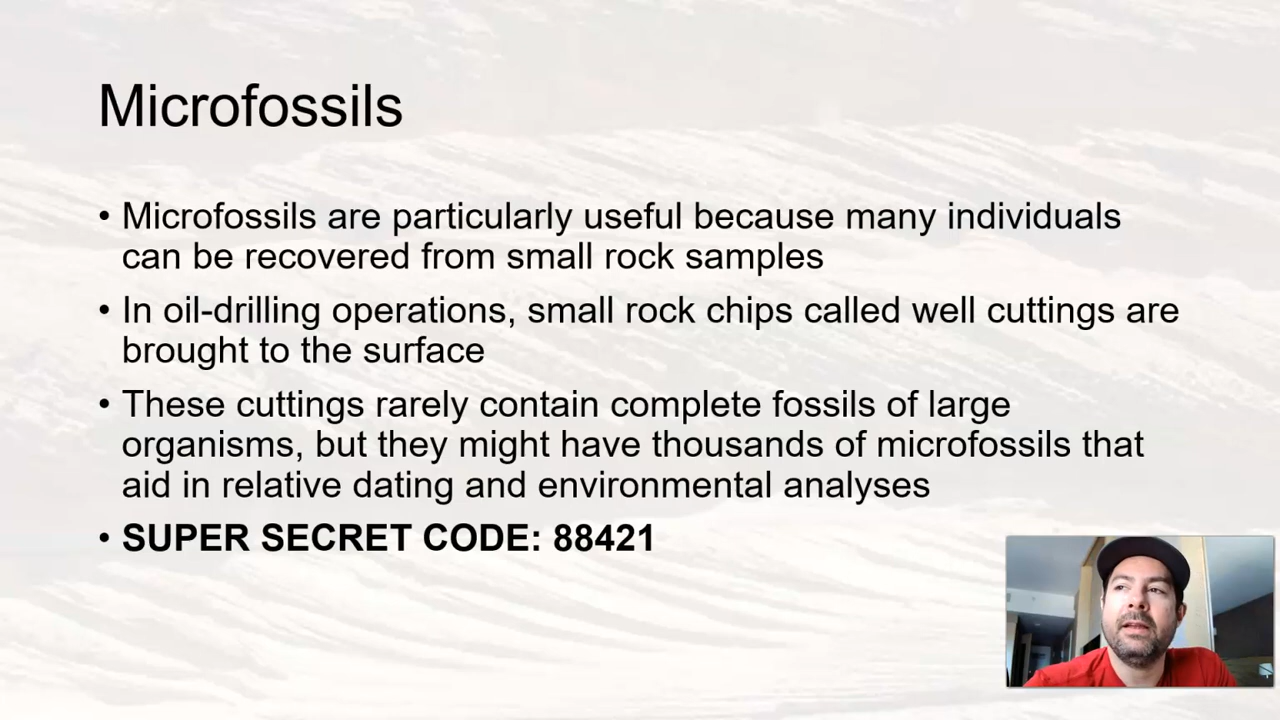 Microfossils
• Microfossils are particularly useful because many individuals
can be recovered from small rock samples
• In oil-drilling operations, small rock chips called well cuttings are
brought to the surface
• These cuttings rarely contain complete fossils of large
organisms, but they might have thousands of microfossils that
aid in relative dating and environmental analyses
• SUPER SECRET CODE: 88421